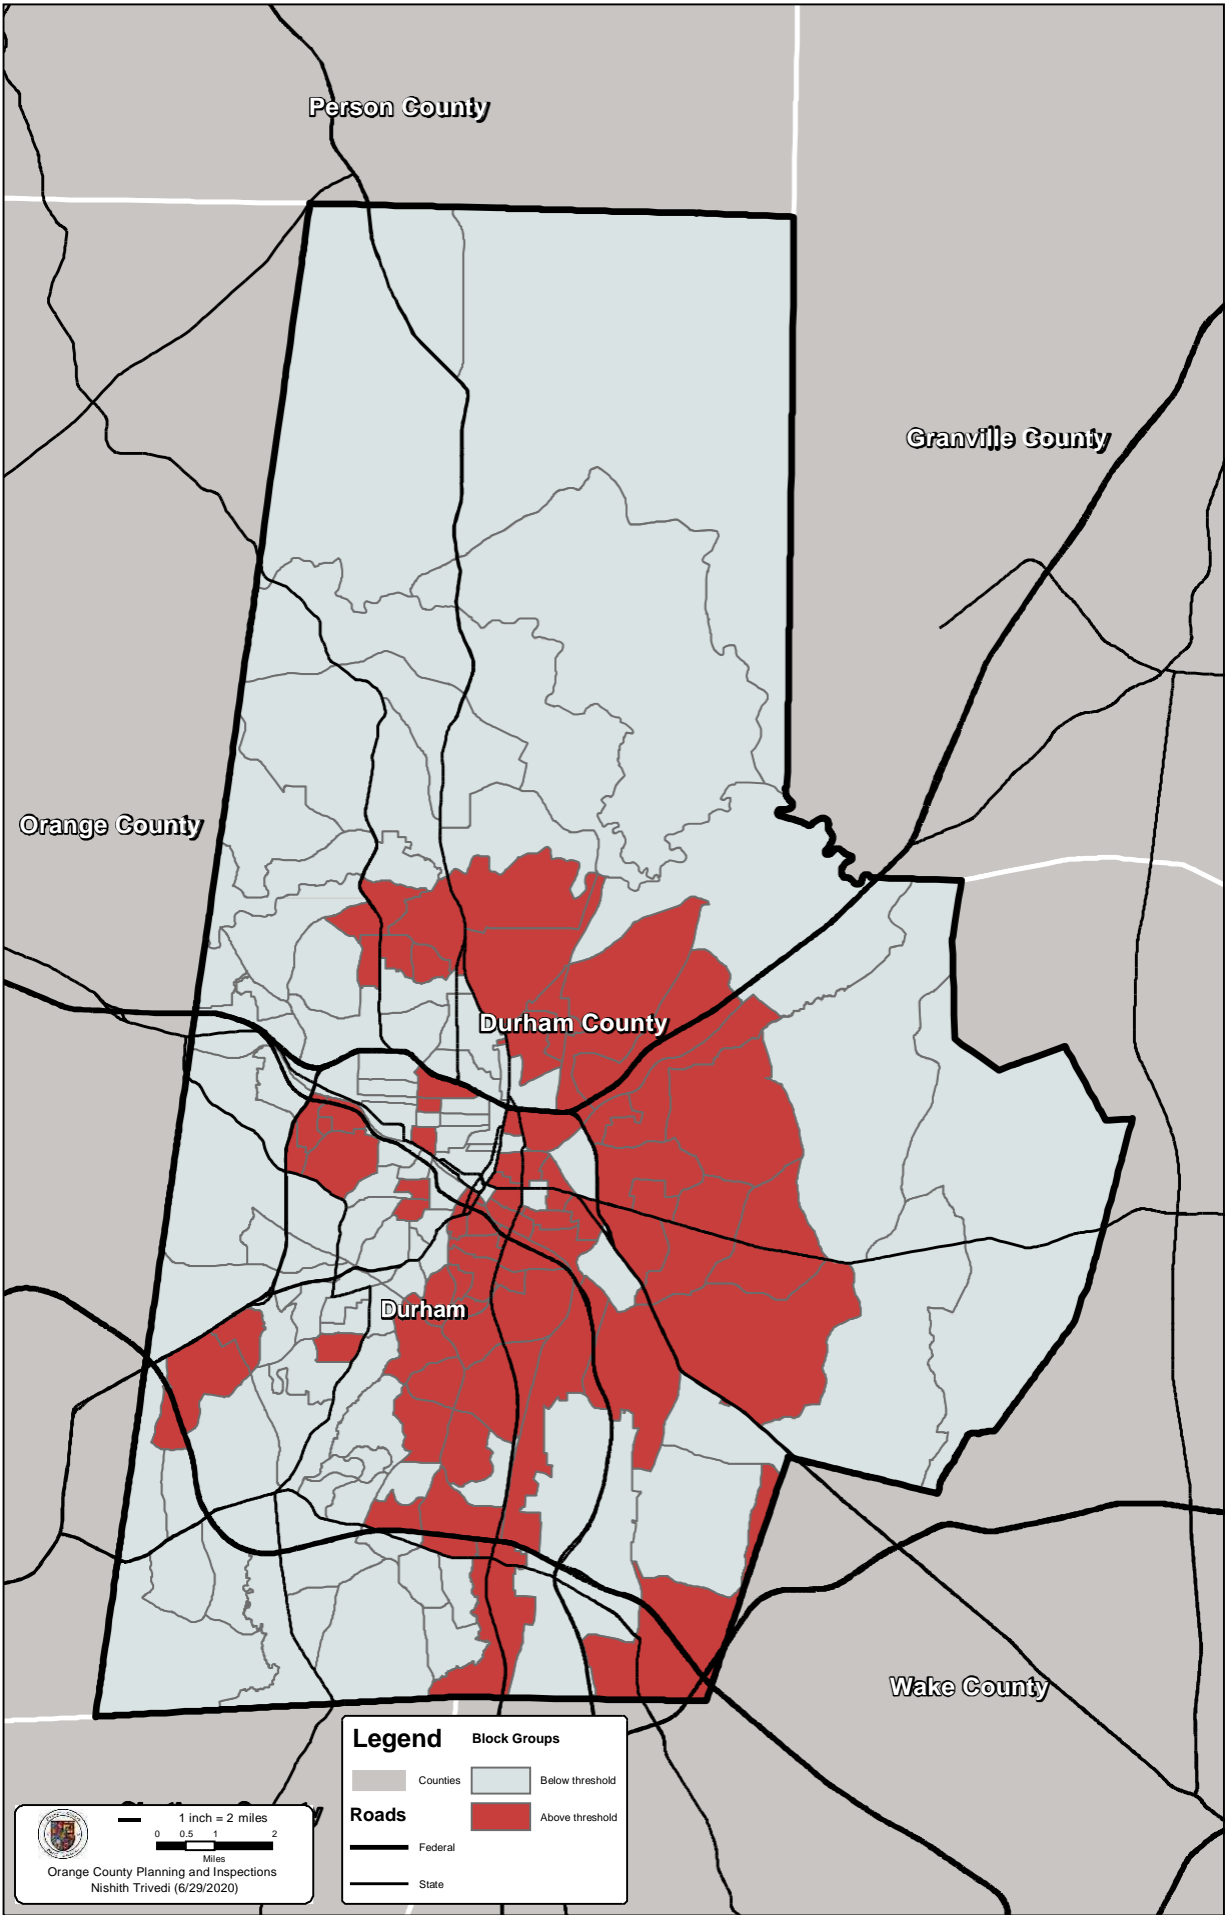 Person County
Granville County
Orange County
Durham County
Durham
Wake County
Legend
Block Groups
Counties
Below threshold
Roads
Above threshold
Federal
State
1 inch = 2 miles
0 0.5 1 2
Miles
Orange County Planning and Inspections
Nishith Trivedi (6/29/2020)